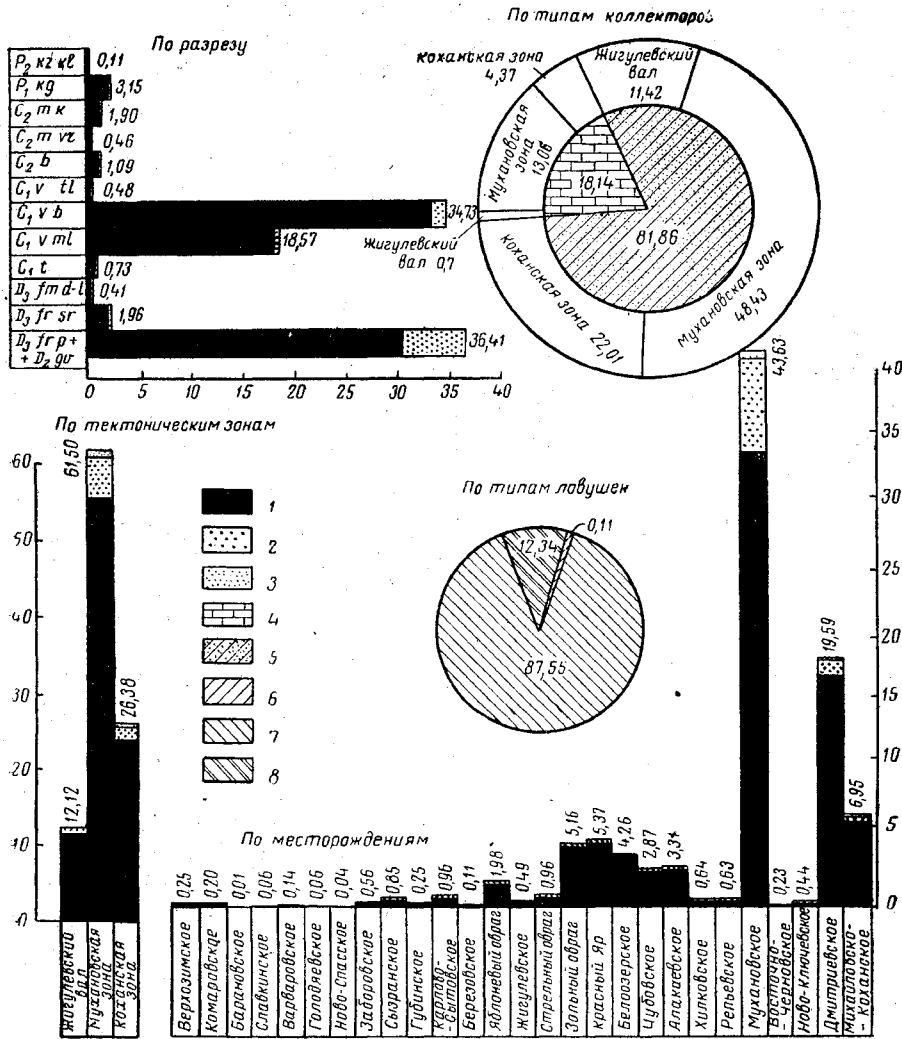 По типам коллекторов
По разрезу
P₂ kz kl 0,11
P₁ kg 3,15
C₂ m k 1,90
C₂ m vr 0,46
C₂ b 1,09
C₁ v tl 0,48
C₁ v b 34,73
C₁ v ml 18,57
C₁ t 0,73
D₃ fm d-l 0,41
D₃ fr sr 1,96
D₃ fr p+
+ D₂ gv 36,41
0 5 10 15 20 25 30 35 40
Коханская зона
4,37
Жигулевский
вал
11,42
Мухановская
зона
13,06
18,14
81,86
Жигулевский
вал 0,7
Коханская зона 22,01
Мухановская зона
48,43
По тектоническим зонам
60
50
40
30
20
10
0
61,50
26,38
12,12
Жигулевский
вал
Мухановская
зона
Коханская
зона
1
2
3
4
5
6
7
8
По типам ловушек
0,11
12,34
87,55
40
35
30
25
20
15
10
5
0
По месторождениям
0,25
0,20
0,01
0,06
0,14
0,06
0,04
0,56
0,85
0,25
0,96
0,11
1,98
0,49
0,96
5,16
5,37
4,26
2,87
3,34
0,64
0,63
43,63
0,23
0,44
19,59
6,95
Верхозимское
Комаровское
Барановское
Славкинское
Варваровское
Головлевское
Ново-Спасское
Заборовское
Сызранское
Губинское
Карлово-
-Сытовское
Березовское
Яблоневый овраг
Жигулевское
Стрельный овраг
Зольный овраг
Красный Яр
Белозерское
Чубовское
Алакаевское
Хилковское
Репьевское
Мухановское
Восточно-
-Черновское
Ново-Ключевское
Дмитриевское
Михайловско-
-Коханское